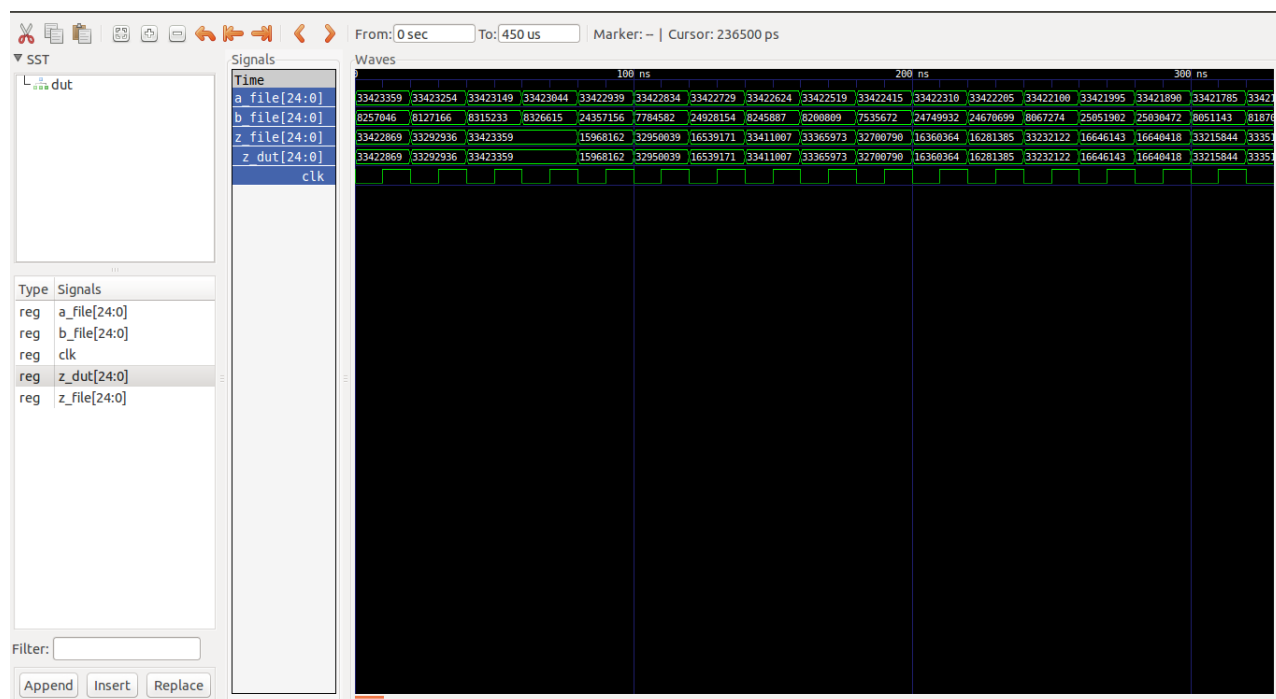 From: 0 sec To: 450 us Marker: -- | Cursor: 236500 ps
SST
dut
Type Signals
reg a_file[24:0]
reg b_file[24:0]
reg clk
reg z_dut[24:0]
reg z_file[24:0]
Filter:
Append Insert Replace
Signals
Time
a_file[24:0]
b_file[24:0]
z_file[24:0]
z_dut[24:0]
clk
Waves
0 100 ns 200 ns 300 ns
33423359 33423254 33423149 33423044 33422939 33422834 33422729 33422624 33422519 33422415 33422310 33422205 33422100 33421995 33421890 33421785 33421
8257046 8127166 8315233 8326615 24357156 7784582 24928154 8245887 8200809 7535672 24749932 24670699 8067274 25051902 25030472 8051143 81870
33422869 33292936 33423359 15968162 32950039 16539171 33411007 33365973 32700790 16360364 16281385 33232122 16646143 16640418 33215844 33351
33422869 33292936 33423359 15968162 32950039 16539171 33411007 33365973 32700790 16360364 16281385 33232122 16646143 16640418 33215844 33351